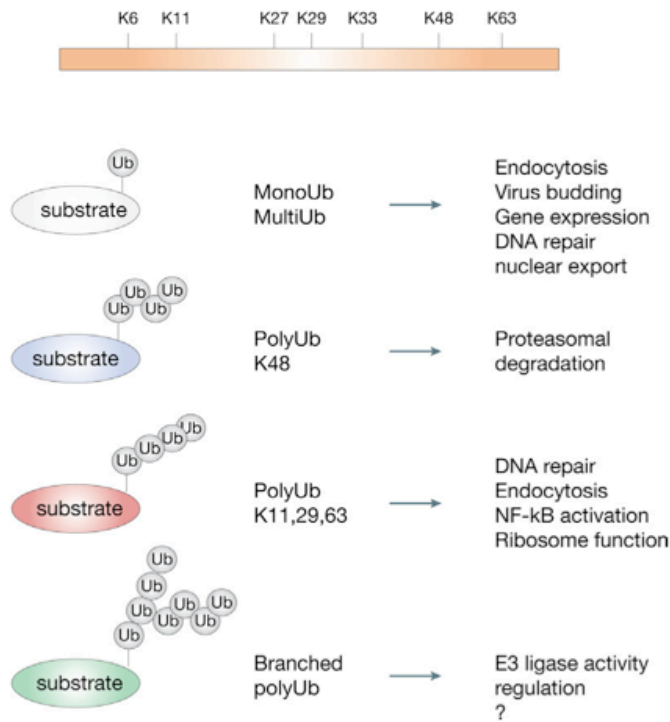 K6 K11 K27 K29 K33 K48 K63
Ub
substrate
MonoUb
MultiUb
Endocytosis
Virus budding
Gene expression
DNA repair
nuclear export
Ub Ub Ub Ub
substrate
PolyUb
K48
Proteasomal
degradation
Ub Ub Ub Ub
substrate
PolyUb
K11,29,63
DNA repair
Endocytosis
NF-kB activation
Ribosome function
Ub
Ub
Ub Ub Ub
Ub Ub
Ub
substrate
Branched
polyUb
E3 ligase activity
regulation
?